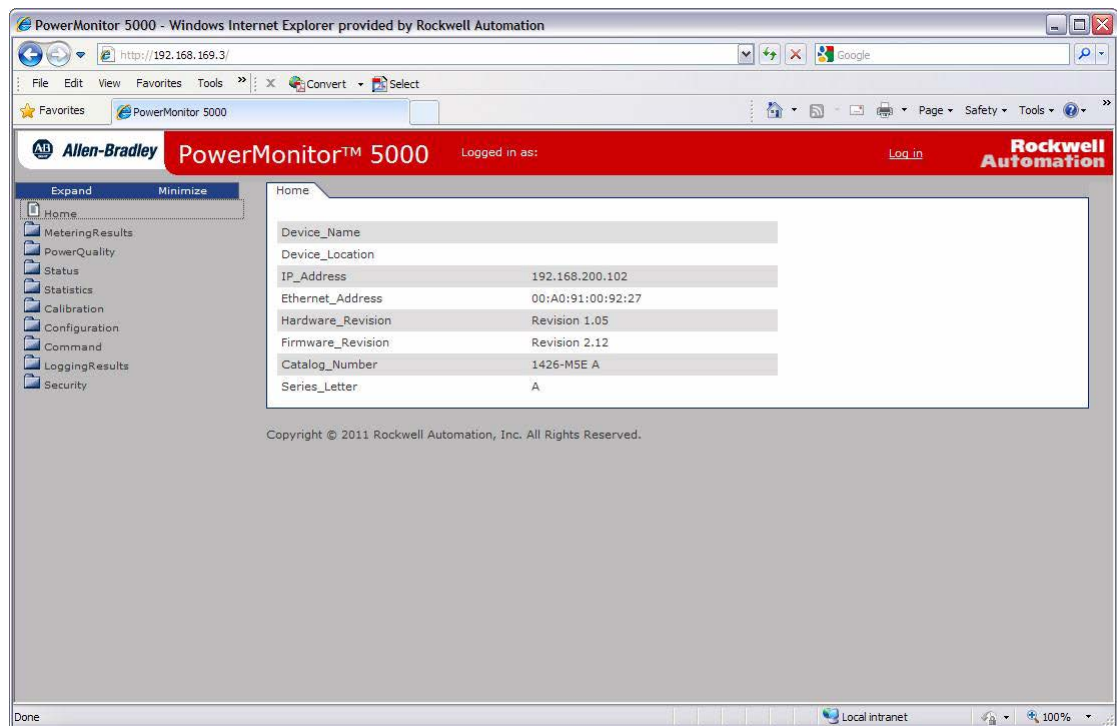 PowerMonitor 5000 - Windows Internet Explorer provided by Rockwell Automation
http://192.168.169.3/
Google
File Edit View Favorites Tools » X Convert Select
Favorites PowerMonitor 5000 Page Safety Tools »
AB Allen-Bradley PowerMonitor™ 5000 Logged in as: Log in Rockwell Automation
Expand Minimize
Home
MeteringResults
PowerQuality
Status
Statistics
Calibration
Configuration
Command
LoggingResults
Security
Home
Device_Name
Device_Location
IP_Address 192.168.200.102
Ethernet_Address 00:A0:91:00:92:27
Hardware_Revision Revision 1.05
Firmware_Revision Revision 2.12
Catalog_Number 1426-M5E A
Series_Letter A
Copyright © 2011 Rockwell Automation, Inc. All Rights Reserved.
Done Local intranet 100%